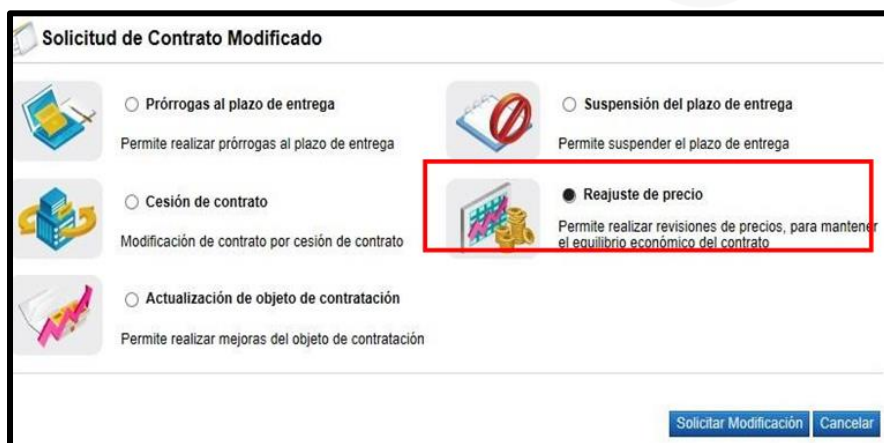 Solicitud de Contrato Modificado
Prórrogas al plazo de entrega
Permite realizar prórrogas al plazo de entrega
Suspensión del plazo de entrega
Permite suspender el plazo de entrega
Cesión de contrato
Modificación de contrato por cesión de contrato
Reajuste de precio
Permite realizar revisiones de precios, para mantener
el equilibrio económico del contrato
Actualización de objeto de contratación
Permite realizar mejoras del objeto de contratación
Solicitar Modificación
Cancelar